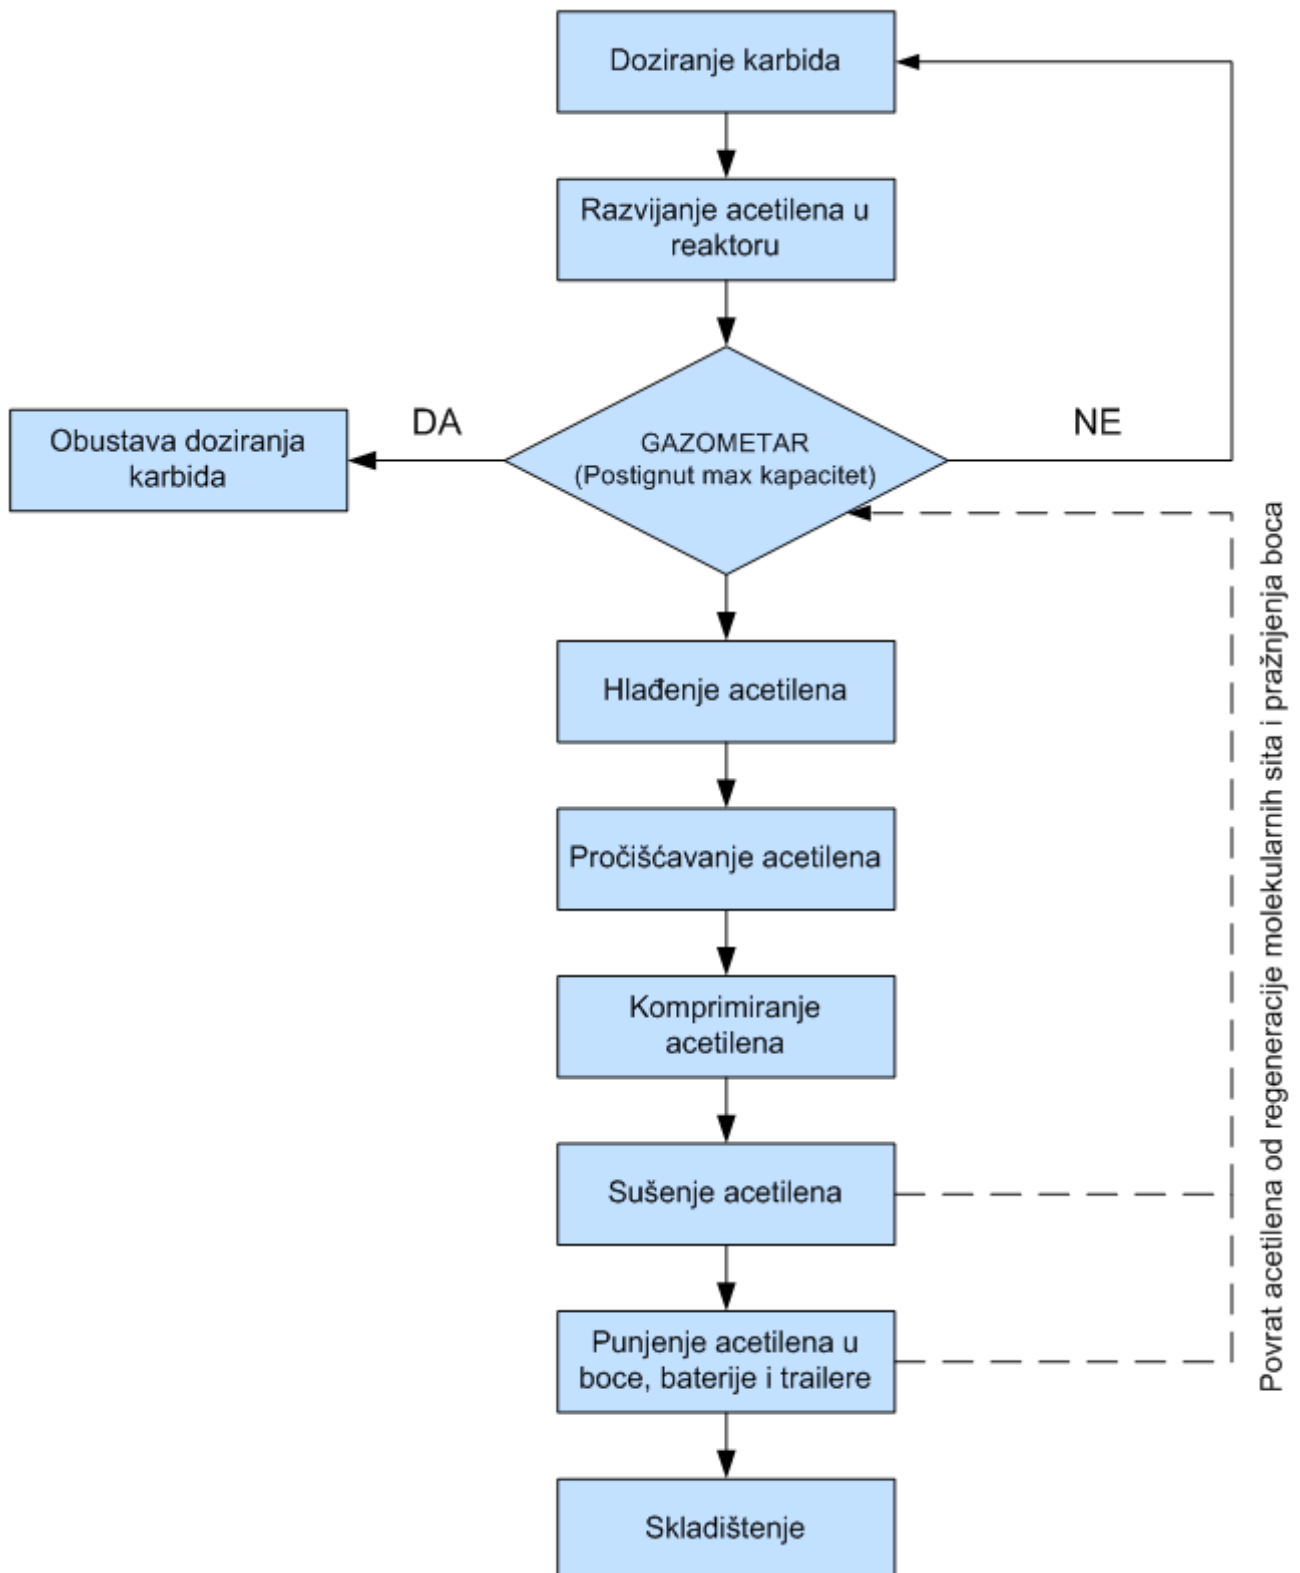 Doziranje karbida
Razvijanje acetilena u
reaktoru
DA
NE
Obustava doziranja
karbida
GAZOMETAR
(Postignut max kapacitet)
Hlađenje acetilena
Pročišćavanje acetilena
Komprimiranje
acetilena
Sušenje acetilena
Punjenje acetilena u
boce, baterije i trailere
Skladištenje
Povrat acetilena od regeneracije molekularnih sita i pražnjenja boca